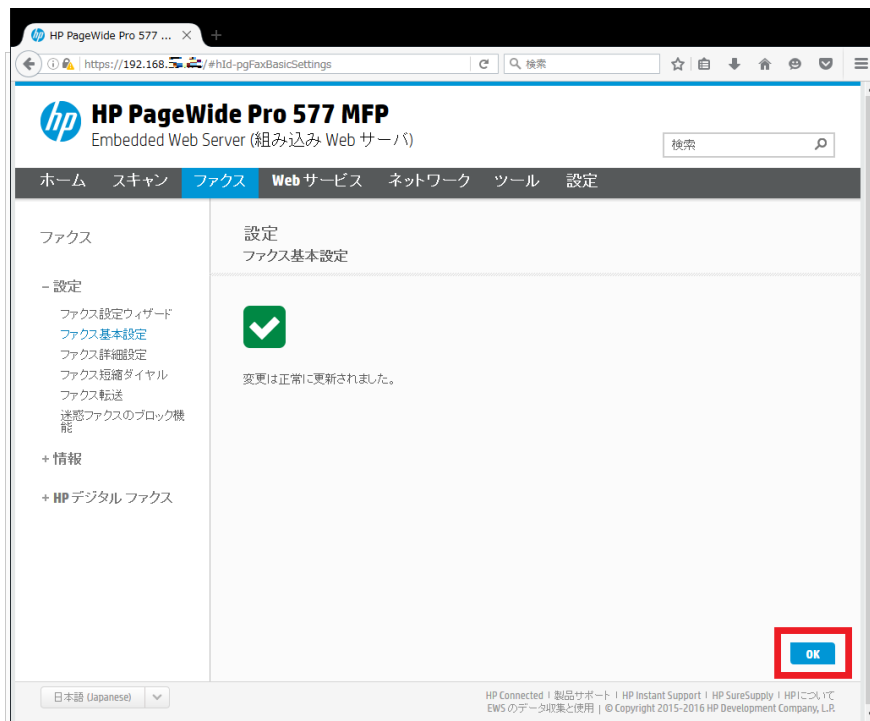 HP PageWide Pro 577 ...
https://192.168. /#hId-pgFaxBasicSettings
検索
hp
HP PageWide Pro 577 MFP
Embedded Web Server (組み込み Web サーバ)
検索
ホーム スキャン ファクス Web サービス ネットワーク ツール 設定
ファクス
設定
ファクス基本設定
− 設定
ファクス設定ウィザード
ファクス基本設定
ファクス詳細設定
ファクス短縮ダイヤル
ファクス転送
迷惑ファクスのブロック機
能
変更は正常に更新されました。
+ 情報
+ HP デジタル ファクス
OK
日本語 (Japanese)
HP Connected | 製品サポート | HP Instant Support | HP SureSupply | HPについて
EWS のデータ収集と使用 | © Copyright 2015-2016 HP Development Company, L.P.